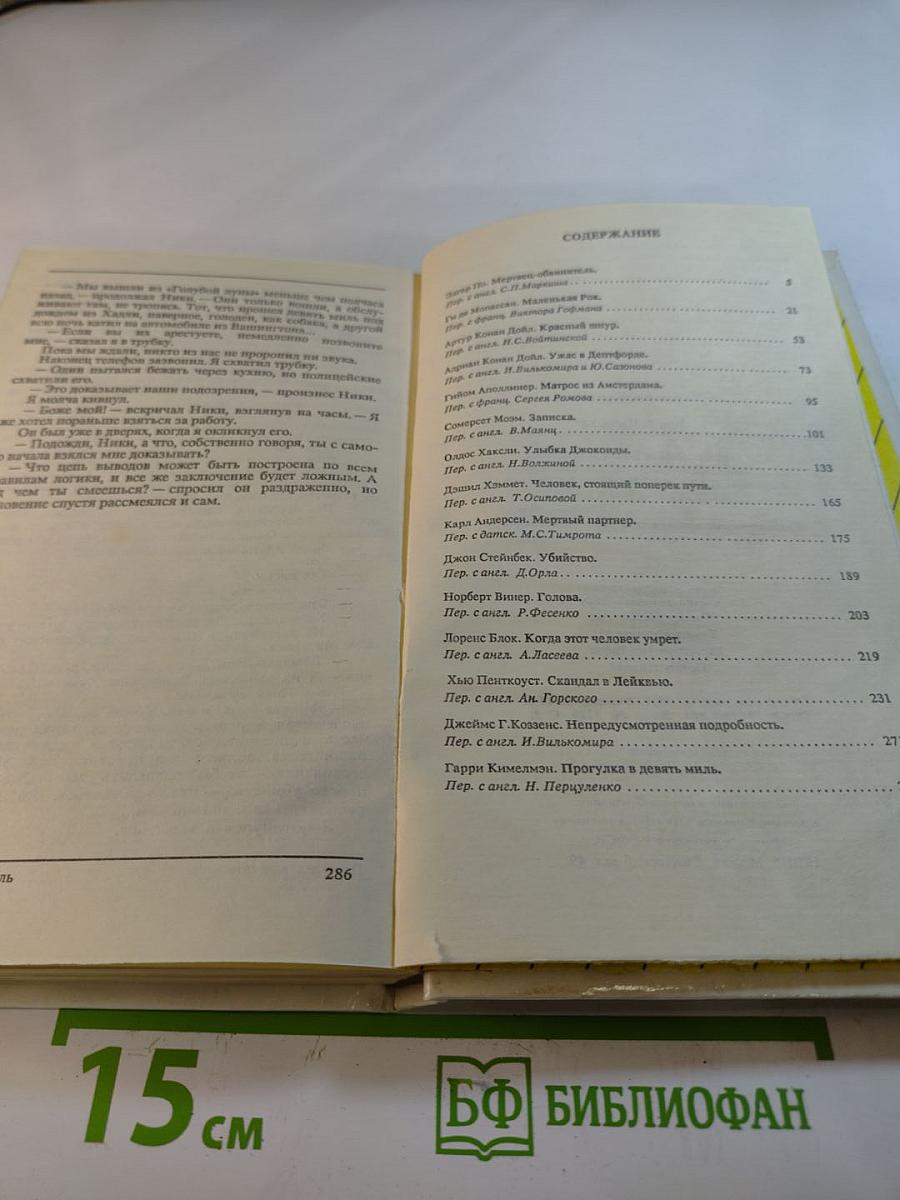 — Мы вышли из «Голубой луны» меньше чем полчаса
назад, — продолжал Ники. — Они только вошли, а обслу-
живают там, не тропясь. Тот, что прошел девять миль под
дождем из Хадли, наверное, голоден, как собака, а другой
всю ночь катил на автомобиле из Вашингтона...
— Если вы их арестуете, немедленно позвоните
мне, — сказал я в трубку.
Пока мы ждали, никто из нас не проронил ни звука.
Наконец телефон зазвонил. Я схватил трубку.
— Один пытался бежать через кухню, но полицейские
схватили его.
— Это доказывает наши подозрения, — произнес Ники.
Я молча кивнул.
— Боже мой! — вскричал Ники, взглянув на часы. — Я
же хотел пораньше взяться за работу.
Он был уже в дверях, когда я окликнул его.
— Подожди, Ники, а что, собственно говоря, ты с само-
о начала взялся мне доказывать?
— Что цепь выводов может быть построена по всем
равилам логики, и все же заключение будет ложным. А
д чем ты смеешься? — спросил он раздраженно, но
новение спустя рассмеялся и сам.
ль 286
СОДЕРЖАНИЕ
Эдгар По. Мертвец-обвинитель.
Пер. с англ. С.П.Маркина 5
Ги де Мопассан. Маленькая Рок.
Пер. с франц. Виктора Гофмана 21
Артур Конан Дойл. Красный шнур.
Пер. с англ. Н.С.Войтинской 53
Адриан Конан Дойл. Ужас в Дептфорде.
Пер. с англ. И.Вилькомира и Ю.Сазонова 73
Гийом Аполлинер. Матрос из Амстердама.
Пер. с франц. Сергея Ромова 95
Сомерсет Моэм. Записка.
Пер. с англ. В.Маянц 101
Олдос Хаксли. Улыбка Джоконды.
Пер. с англ. Н.Волжиной 133
Дэшил Хэммет. Человек, стоящий поперек пути.
Пер. с англ. Т.Осиповой 165
Карл Андерсен. Мертвый партнер.
Пер. с датск. М.С.Тимрота 175
Джон Стейнбек. Убийство.
Пер. с англ. Д.Орла 189
Норберт Винер. Голова.
Пер. с англ. Р.Фесенко 203
Лоренс Блок. Когда этот человек умрет.
Пер. с англ. А.Ласеева 219
Хью Пенткоуст. Скандал в Лейквью.
Пер. с англ. Ан. Горского 231
Джеймс Г.Коззенс. Непредусмотренная подробность.
Пер. с англ. И.Вилькомира 27
Гарри Кимелмэн. Прогулка в девять миль.
Пер. с англ. Н. Перцуленко
15 см
БФ БИБЛИОФАН